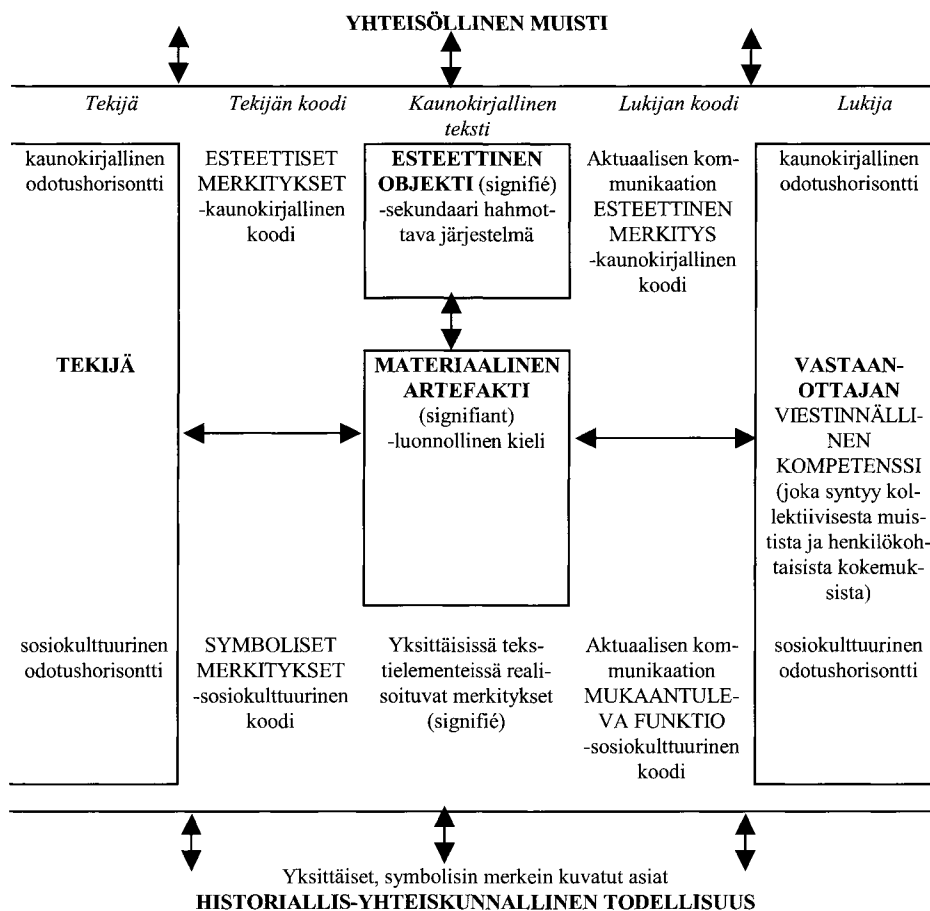 YHTEISÖLLINEN MUISTI
Tekijä
Tekijän koodi
Kaunokirjallinen
teksti
Lukijan koodi
Lukija
kaunokirjallinen
odotushorisontti
TEKIJÄ
sosiokulttuurinen
odotushorisontti
ESTEETTISET
MERKITYKSET
-kaunokirjallinen
koodi
SYMBOLISET
MERKITYKSET
-sosiokulttuurinen
koodi
ESTEETTINEN
OBJEKTI (signifié)
-sekundaari hahmot-
tava järjestelmä
MATERIAALINEN
ARTEFAKTI
(signifiant)
-luonnollinen kieli
Yksittäisissä teks-
tielementeissä reali-
soituvat merkitykset
(signifié)
Aktuaalisen kom-
munikaation
ESTEETTINEN
MERKITYS
-kaunokirjallinen
koodi
Aktuaalisen kom-
munikaation
MUKAANTULE-
VA FUNKTIO
-sosiokulttuurinen
koodi
kaunokirjallinen
odotushorisontti
VASTAAN-
OTTAJAN
VIESTINNÄLLI-
NEN
KOMPETENSSI
(joka syntyy kol-
lektiivisesta muis-
tista ja henkilökoh-
taisista kokemuk-
sista)
sosiokulttuurinen
odotushorisontti
Yksittäiset, symbolisin merkein kuvatut asiat
HISTORIALLIS-YHTEISKUNNALLINEN TODELLISUUS